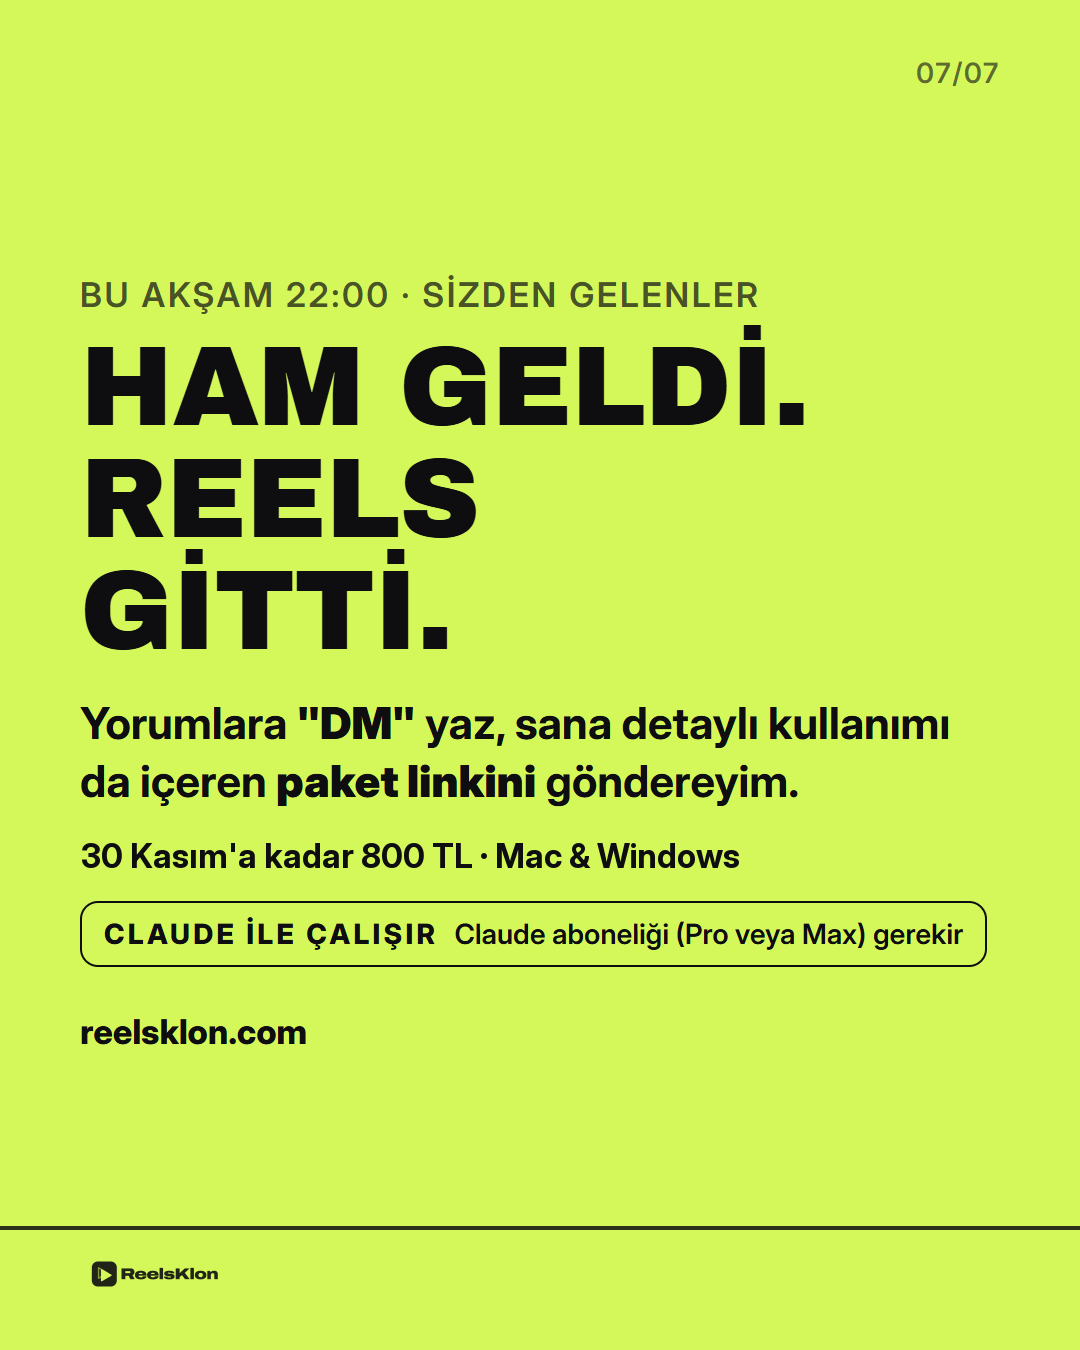 07/07
BU AKŞAM 22:00 · SİZDEN GELENLER
HAM GELDİ.
REELS
GİTTİ.
Yorumlara "DM" yaz, sana detaylı kullanımı
da içeren paket linkini göndereyim.
30 Kasım'a kadar 800 TL · Mac & Windows
CLAUDE İLE ÇALIŞIR Claude aboneliği (Pro veya Max) gerekir
reelsklon.com
ReelsKlon